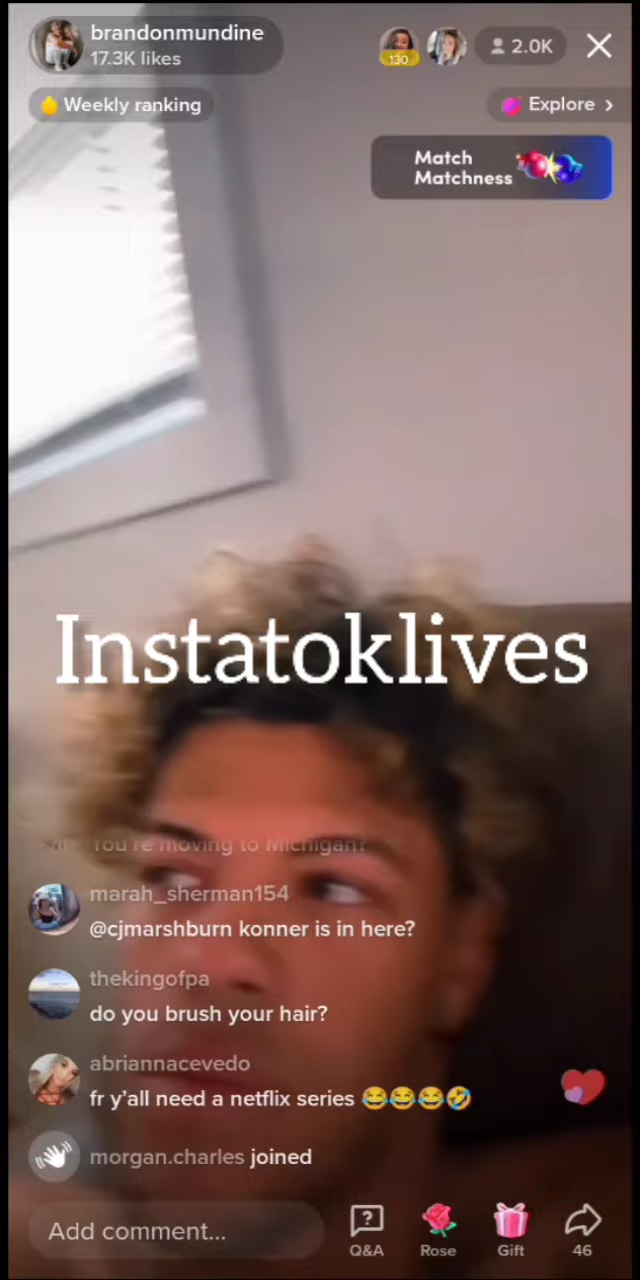 brandonmundine
17.3K likes
130
2.0K
Weekly ranking
Explore >
Match
Matchness
Instatoklives
You're moving to Michigan?
marah_sherman154
@cjmarshburn konner is in here?
thekingofpa
do you brush your hair?
abriannacevedo
fr y'all need a netflix series 😂😂😂🤣
morgan.charles joined
Add comment...
Q&A
Rose
Gift
46